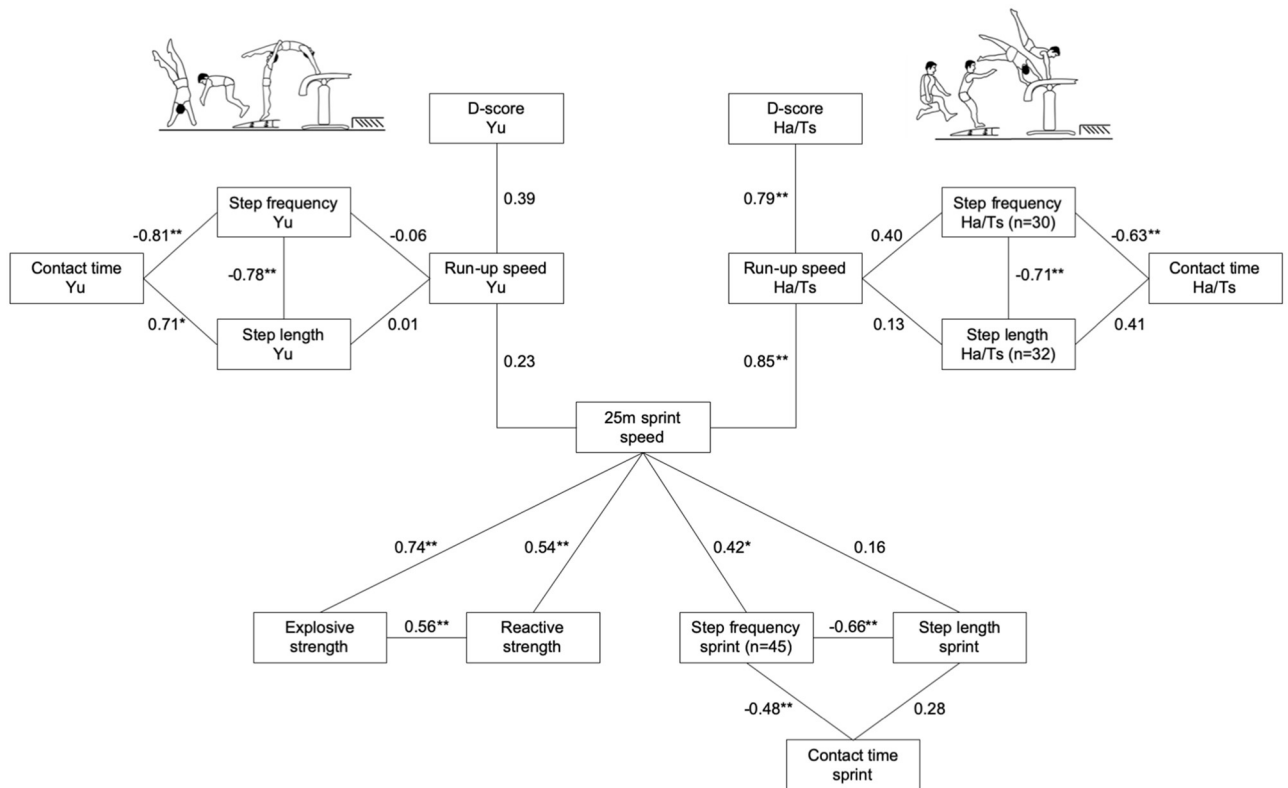 D-score
Yu
D-score
Ha/Ts
0.39
0.79**
Step frequency
Yu
Step frequency
Ha/Ts (n=30)
-0.81**
-0.06
0.40
-0.63**
Contact time
Yu
-0.78**
Run-up speed
Yu
Run-up speed
Ha/Ts
-0.71**
Contact time
Ha/Ts
0.71*
0.01
0.13
0.41
Step length
Yu
Step length
Ha/Ts (n=32)
0.23
0.85**
25m sprint
speed
0.74**
0.54**
0.42*
0.16
Explosive
strength
0.56**
Reactive
strength
Step frequency
sprint (n=45)
-0.66**
Step length
sprint
-0.48**
0.28
Contact time
sprint